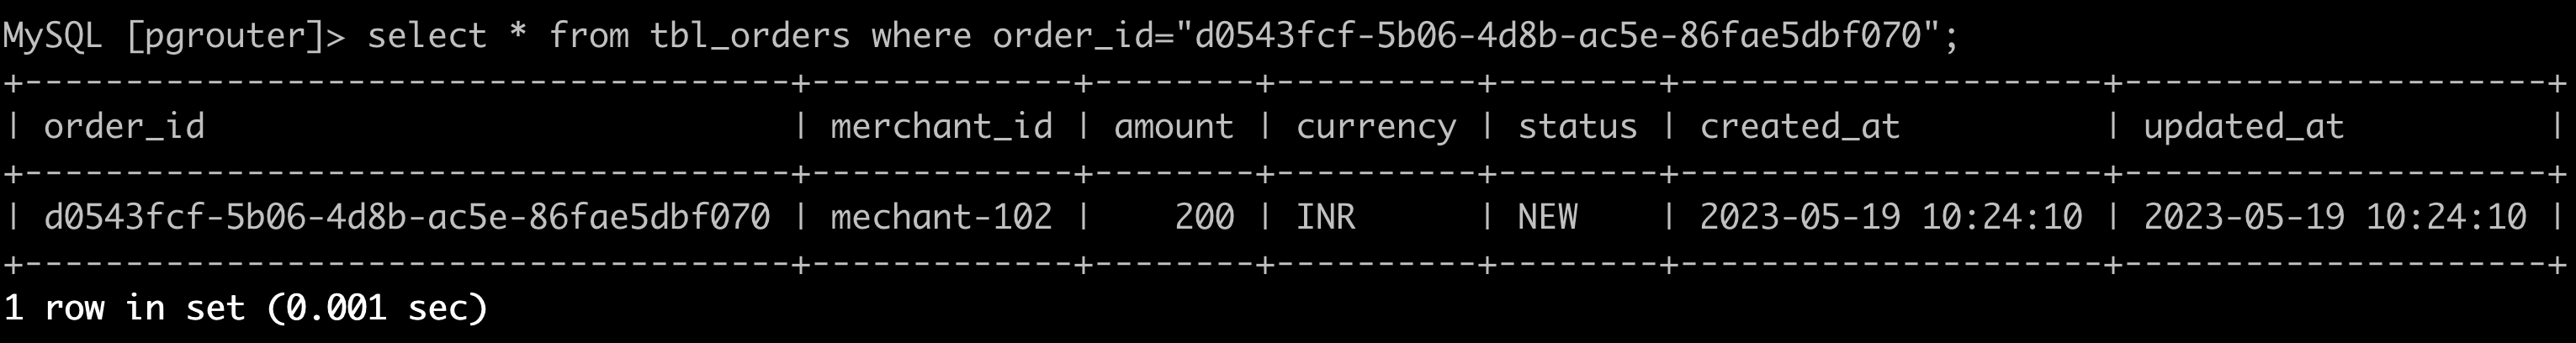 MySQL [pgrouter]> select * from tbl_orders where order_id="d0543fcf-5b06-4d8b-ac5e-86fae5dbf070";
+--------------------------------------+-------------+--------+----------+--------+---------------------+---------------------+
| order_id                             | merchant_id | amount | currency | status | created_at          | updated_at          |
+--------------------------------------+-------------+--------+----------+--------+---------------------+---------------------+
| d0543fcf-5b06-4d8b-ac5e-86fae5dbf070 | mechant-102 |    200 | INR      | NEW    | 2023-05-19 10:24:10 | 2023-05-19 10:24:10 |
+--------------------------------------+-------------+--------+----------+--------+---------------------+---------------------+
1 row in set (0.001 sec)